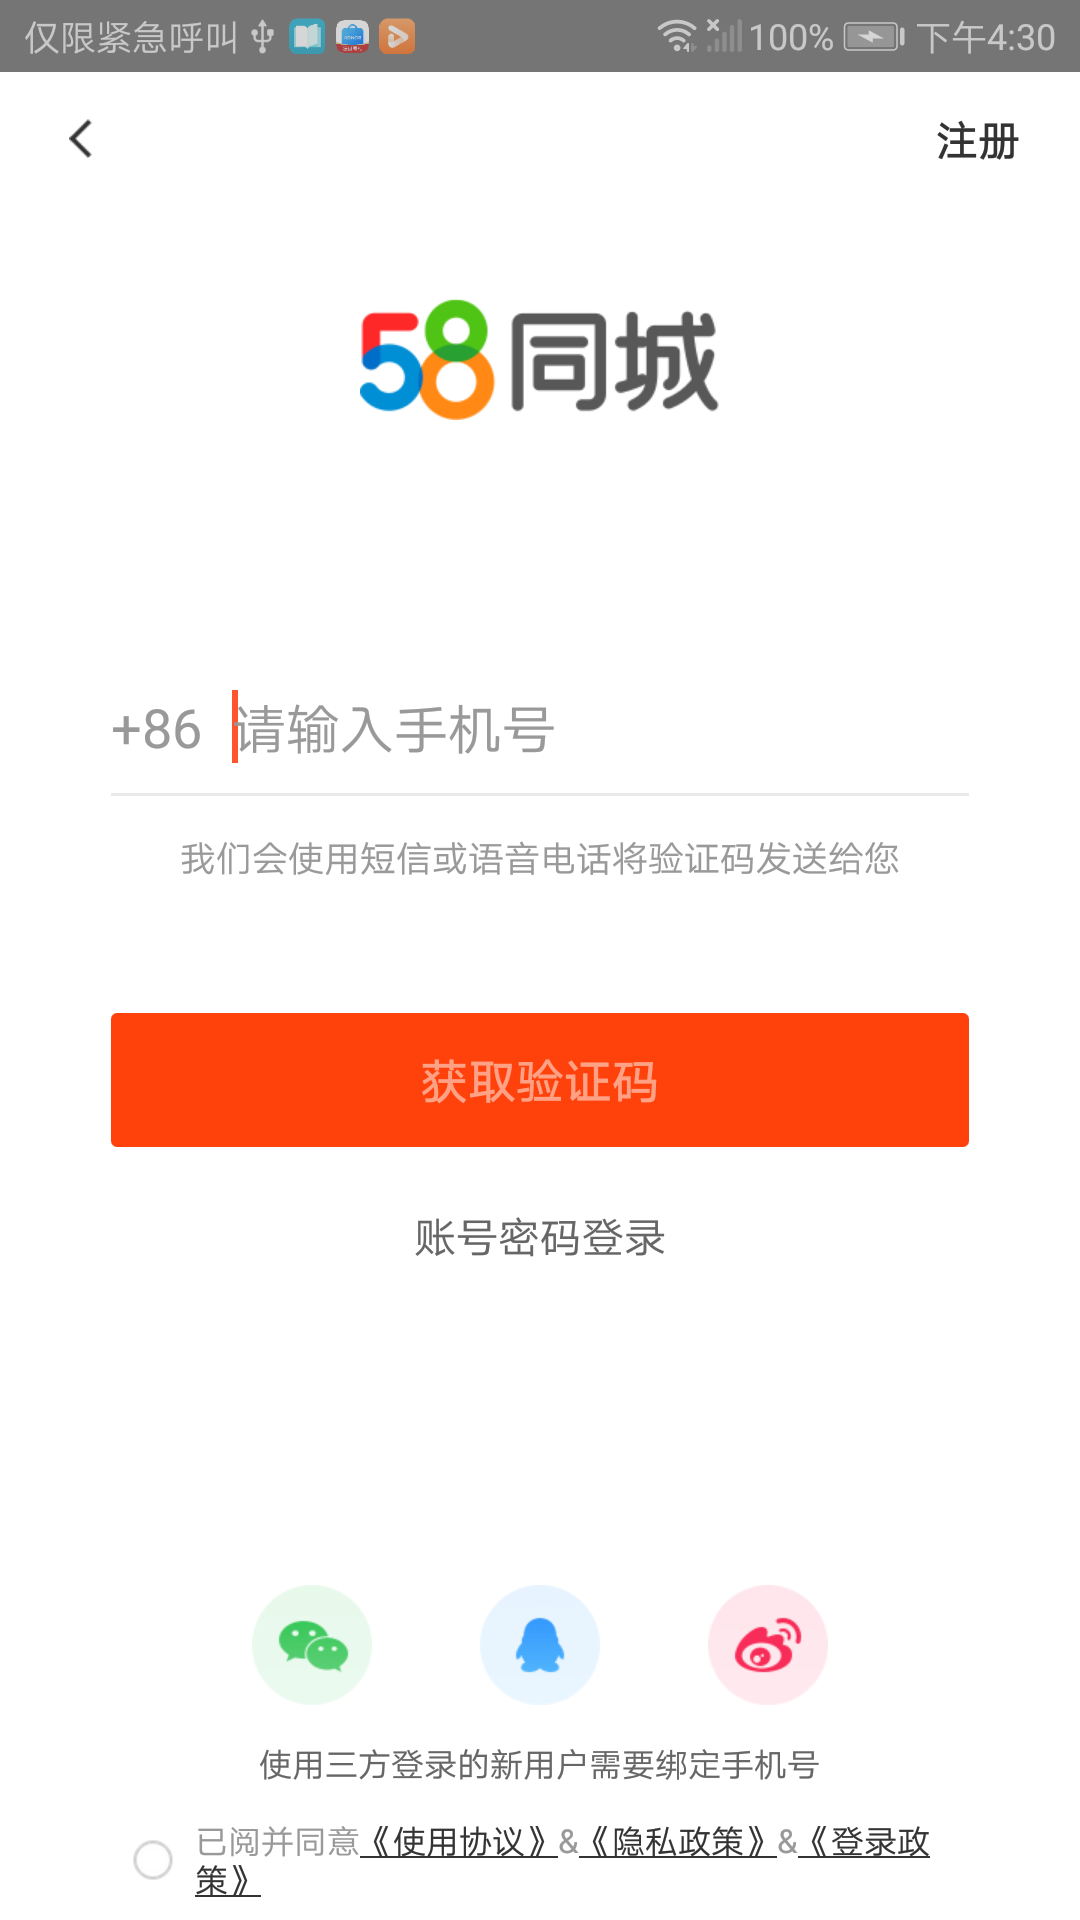 仅限紧急呼叫 100% 下午4:30
注册
58同城
+86 请输入手机号
我们会使用短信或语音电话将验证码发送给您
获取验证码
账号密码登录
使用三方登录的新用户需要绑定手机号
已阅并同意《使用协议》&《隐私政策》&《登录政
策》